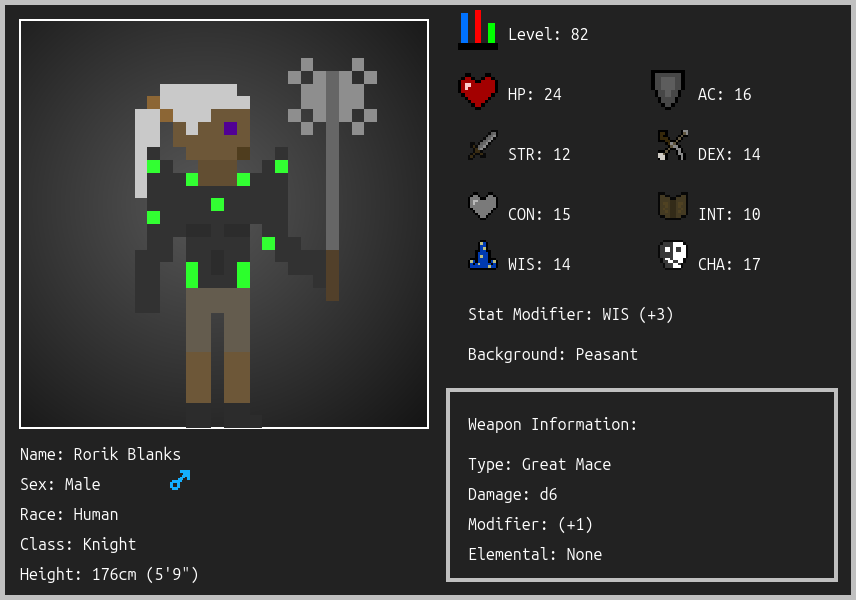 Level: 82
HP: 24
AC: 16
STR: 12
DEX: 14
CON: 15
INT: 10
WIS: 14
CHA: 17
Stat Modifier: WIS (+3)
Background: Peasant
Weapon Information:
Type: Great Mace
Damage: d6
Modifier: (+1)
Elemental: None
Name: Rorik Blanks
Sex: Male
Race: Human
Class: Knight
Height: 176cm (5'9")